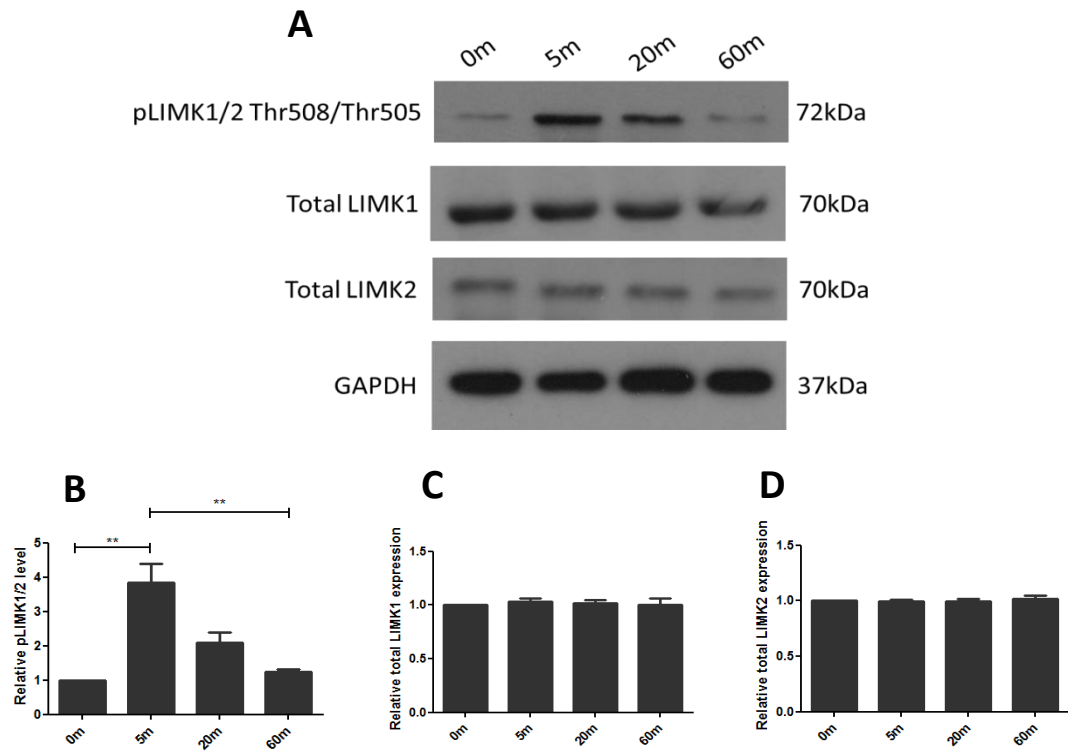 A
0m 5m 20m 60m
pLIMK1/2 Thr508/Thr505 72kDa
Total LIMK1 70kDa
Total LIMK2 70kDa
GAPDH 37kDa
B
**
**
Relative pLIMK1/2 level
5
4
3
2
1
0
0m 5m 20m 60m
C
Relative total LIMK1 expression
1.5
1.0
0.5
0.0
0m 5m 20m 60m
D
Relative total LIMK2 expression
1.5
1.0
0.5
0.0
0m 5m 20m 60m